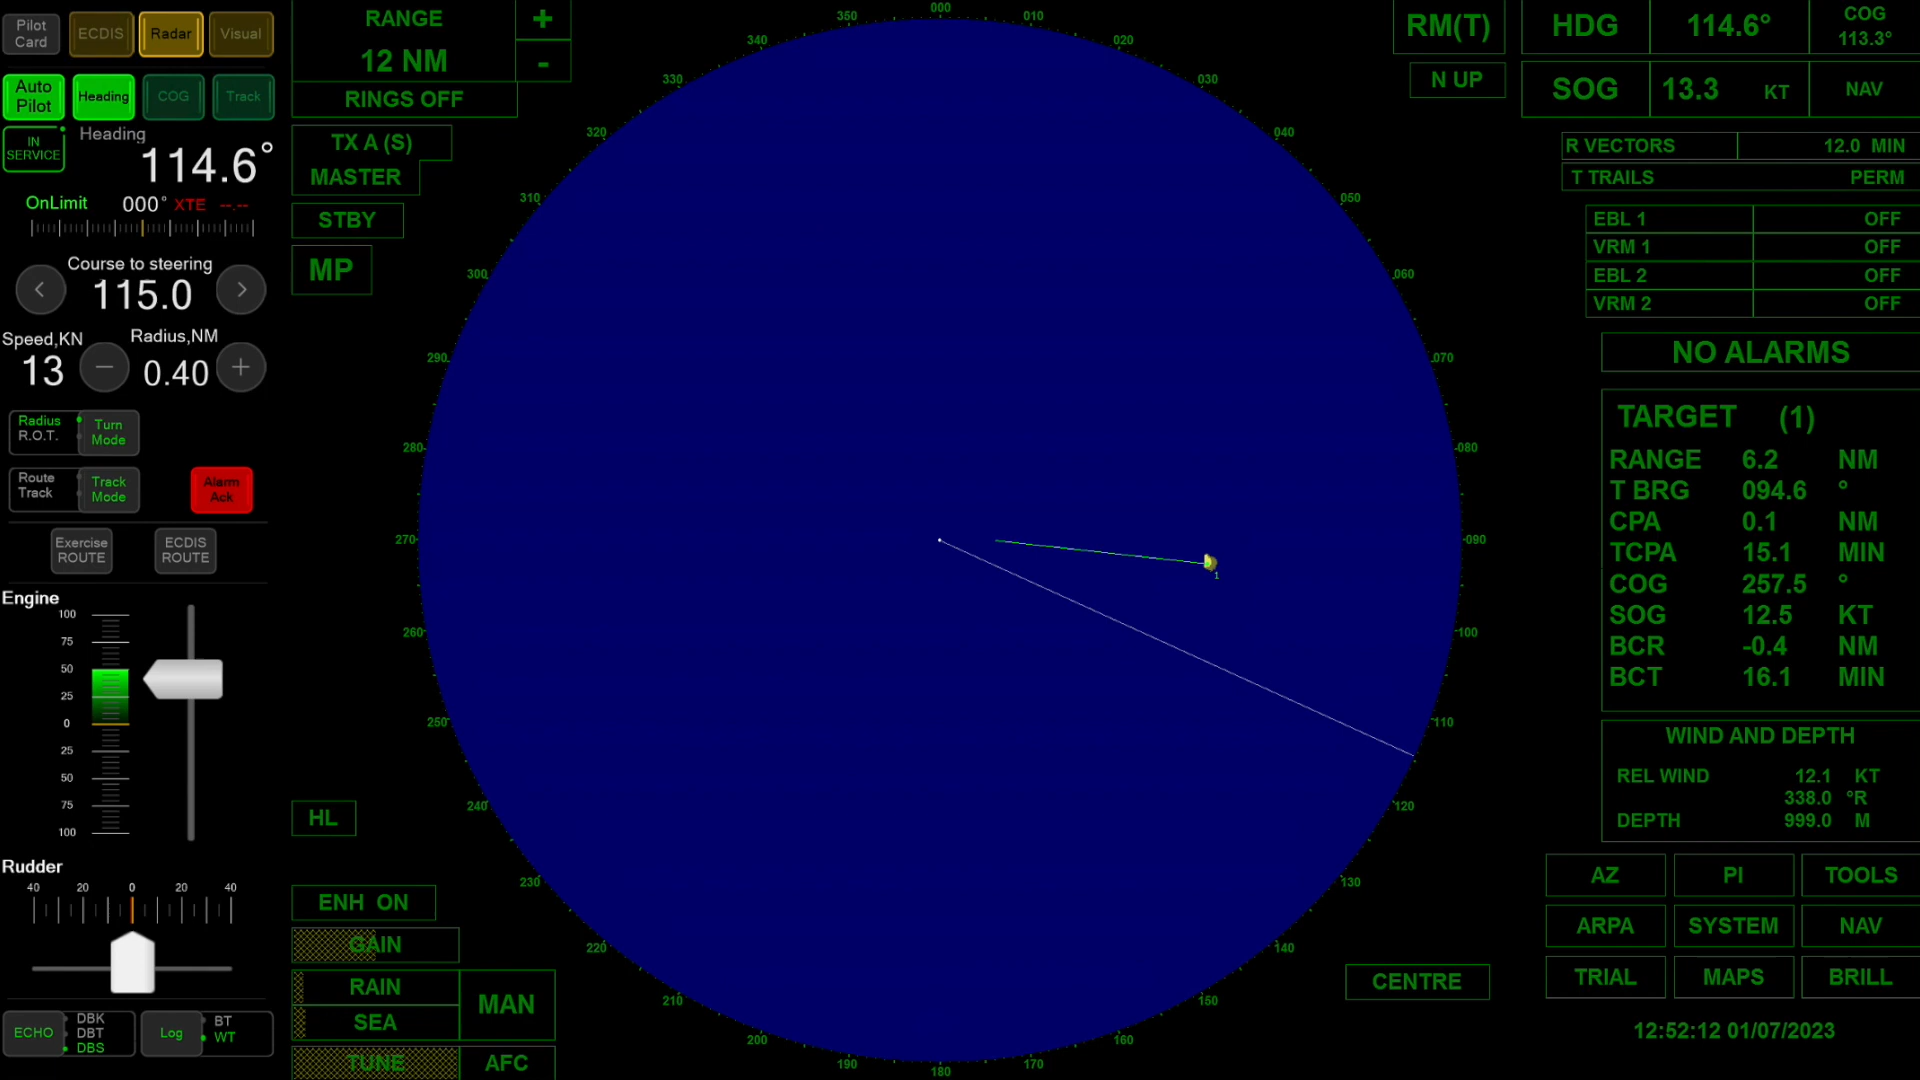 Pilot
Card
ECDIS
Radar
Visual
Auto
Pilot
Heading
COG
Track
IN
SERVICE
Heading
114.6°
OnLimit 000° XTE --.--
Course to steering
115.0
Speed,KN
13
Radius,NM
0.40
Radius
R.O.T.
Turn
Mode
Route
Track
Track
Mode
Alarm
Ack
Exercise
ROUTE
ECDIS
ROUTE
Engine
100
75
50
25
0
25
50
75
100
Rudder
40 20 0 20 40
ECHO
DBK
DBT
DBS
Log
BT
WT
RANGE
12 NM
+
-
RINGS OFF
TX A (S)
MASTER
STBY
MP
HL
ENH ON
GAIN
RAIN
SEA
MAN
TUNE
AFC
000
010
020
030
040
050
060
070
080
090
100
110
120
130
140
150
160
170
180
190
200
210
220
230
240
250
260
270
280
290
300
310
320
330
340
350
1
CENTRE
RM(T)
N UP
HDG 114.6°
COG
113.3°
SOG 13.3 KT NAV
R VECTORS 12.0 MIN
T TRAILS PERM
EBL 1 OFF
VRM 1 OFF
EBL 2 OFF
VRM 2 OFF
NO ALARMS
TARGET (1)
RANGE 6.2 NM
T BRG 094.6 °
CPA 0.1 NM
TCPA 15.1 MIN
COG 257.5 °
SOG 12.5 KT
BCR -0.4 NM
BCT 16.1 MIN
WIND AND DEPTH
REL WIND 12.1 KT
338.0 °R
DEPTH 999.0 M
AZ PI TOOLS
ARPA SYSTEM NAV
TRIAL MAPS BRILL
12:52:12 01/07/2023